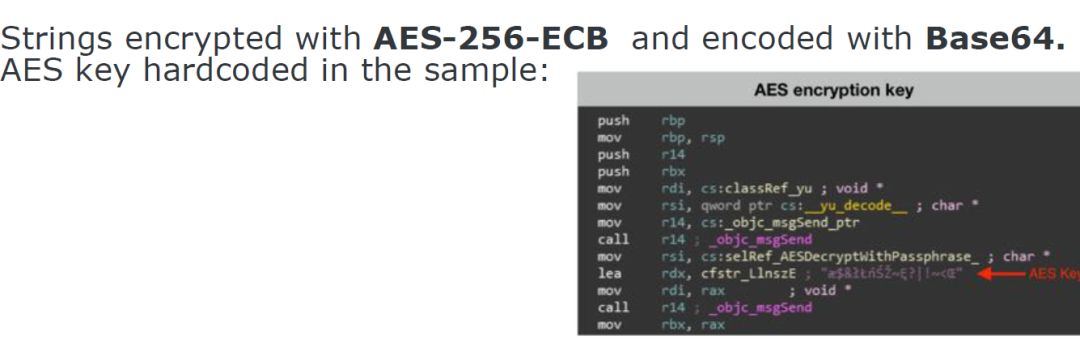 Strings encrypted with AES-256-ECB and encoded with Base64.
AES key hardcoded in the sample:
AES encryption key
push rbp
mov rbp, rsp
push r14
push rbx
mov rdi, cs:classRef_yu ; void *
mov rsi, qword ptr cs:__yu_decode__ ; char *
mov r14, cs:_objc_msgSend_ptr
call r14 ; _objc_msgSend
mov rsi, cs:selRef_AESDecryptWithPassphrase_ ; char *
lea rdx, cfstr_LlnszE ; AES Key
mov rdi, rax ; void *
call r14 ; _objc_msgSend
mov rbx, rax